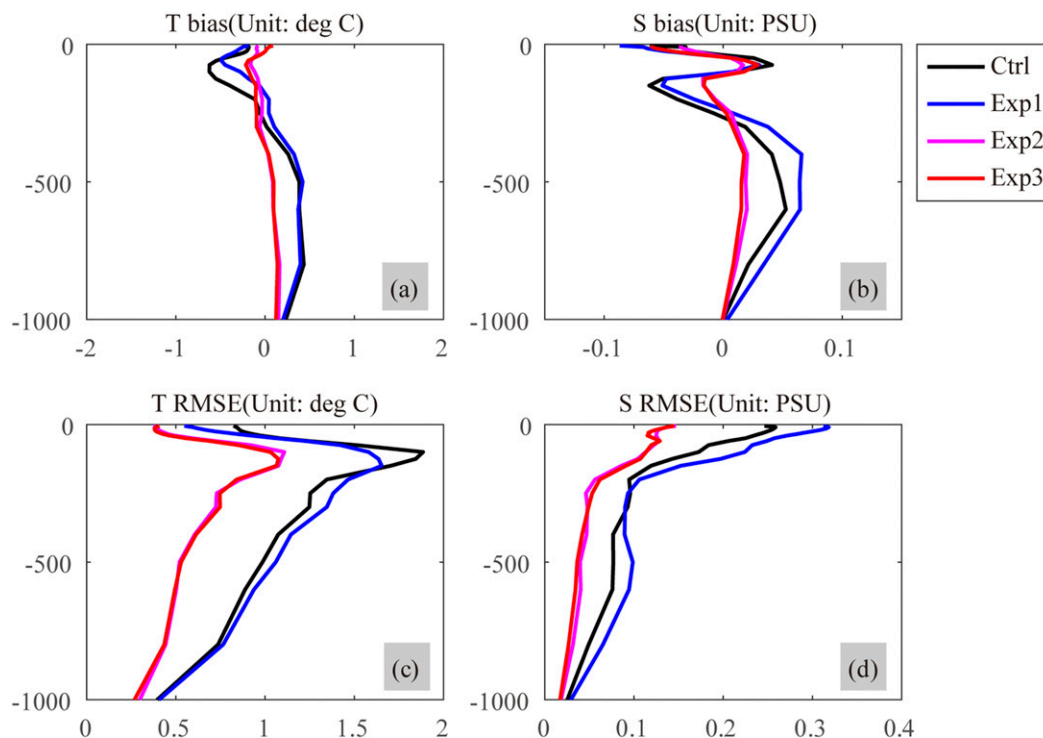 T bias(Unit: deg C)
S bias(Unit: PSU)
0
-500
-1000
-2
-1
0
1
2
(a)
0
-500
-1000
-0.1
0
0.1
(b)
Ctrl
Exp1
Exp2
Exp3
T RMSE(Unit: deg C)
S RMSE(Unit: PSU)
0
-500
-1000
0
0.5
1
1.5
2
(c)
0
-500
-1000
0
0.1
0.2
0.3
0.4
(d)